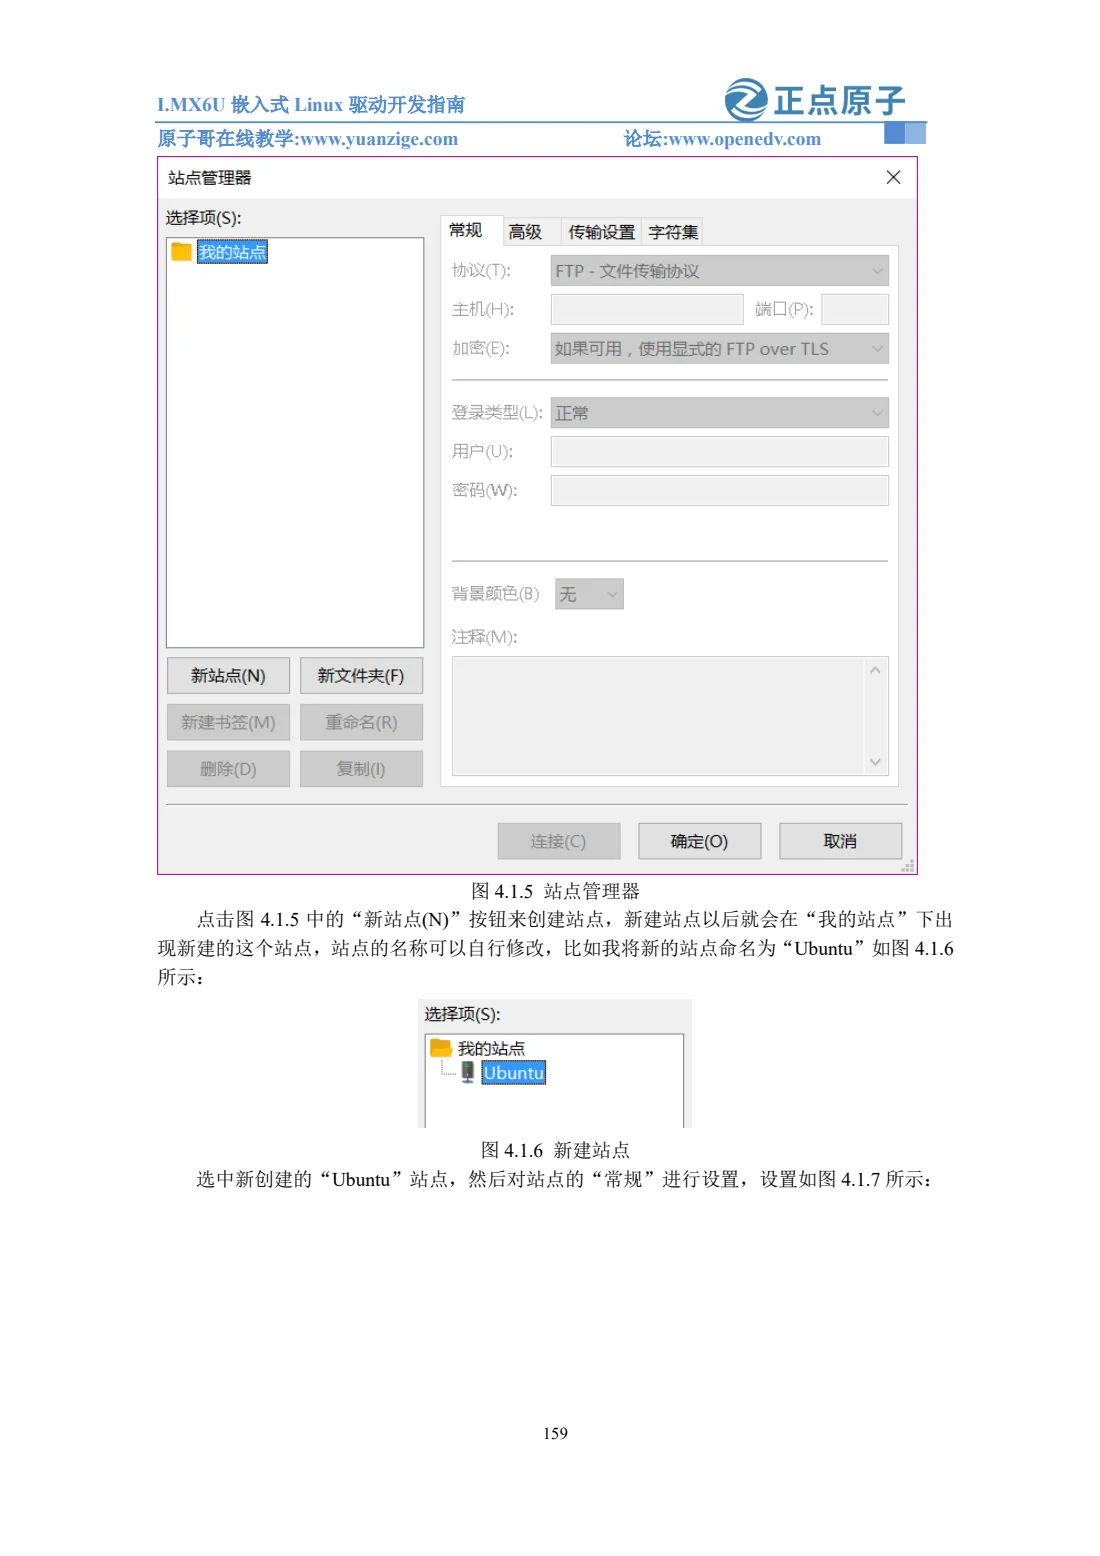 I.MX6U 嵌入式 Linux 驱动开发指南
正点原子
原子哥在线教学:www.yuanzige.com 论坛:www.openedv.com
站点管理器
选择项(S):
我的站点
常规 高级 传输设置 字符集
协议(T): FTP - 文件传输协议
主机(H): 端口(P):
加密(E): 如果可用，使用显式的 FTP over TLS
登录类型(L): 正常
用户(U):
密码(W):
背景颜色(B) 无
注释(M):
新站点(N) 新文件夹(F)
新建书签(M) 重命名(R)
删除(D) 复制(I)
连接(C) 确定(O) 取消
图 4.1.5 站点管理器
点击图 4.1.5 中的“新站点(N)”按钮来创建站点，新建站点以后就会在“我的站点”下出
现新建的这个站点，站点的名称可以自行修改，比如我将新的站点命名为“Ubuntu”如图 4.1.6
所示：
选择项(S):
我的站点
Ubuntu
图 4.1.6 新建站点
选中新创建的“Ubuntu”站点，然后对站点的“常规”进行设置，设置如图 4.1.7 所示：
159